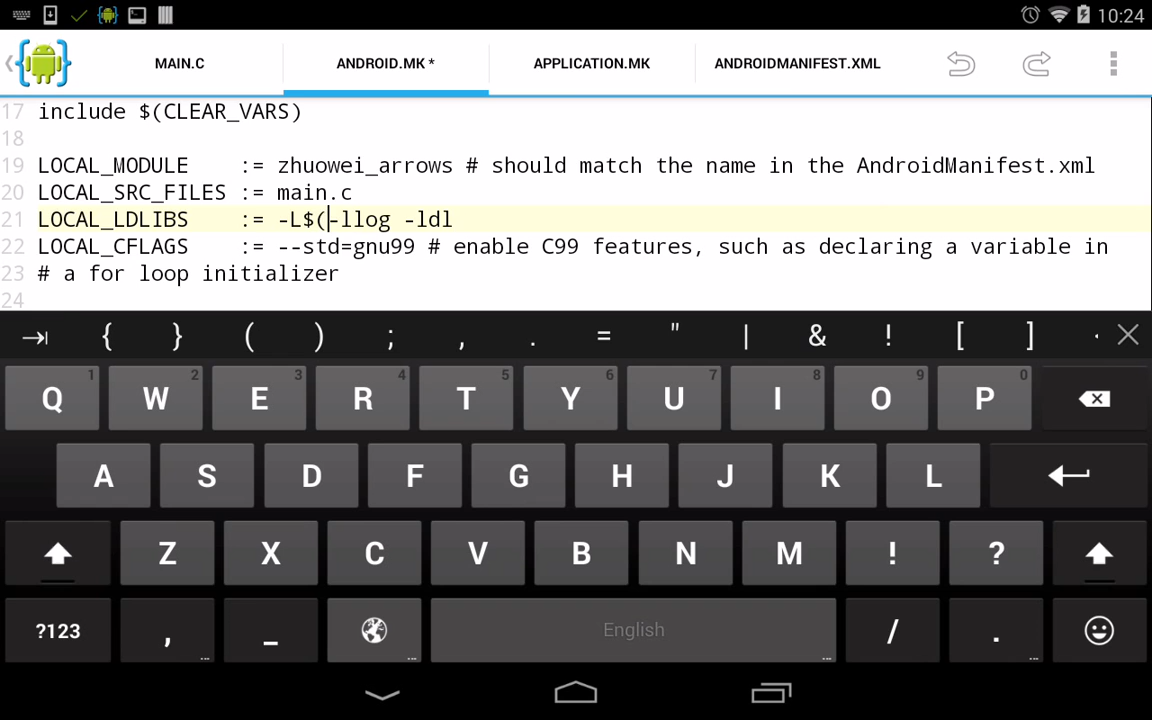 10:24
MAIN.C
ANDROID.MK *
APPLICATION.MK
ANDROIDMANIFEST.XML
17 include $(CLEAR_VARS)
18
19 LOCAL_MODULE    := zhuowei_arrows # should match the name in the AndroidManifest.xml
20 LOCAL_SRC_FILES := main.c
21 LOCAL_LDLIBS    := -L$(-llog -ldl
22 LOCAL_CFLAGS    := --std=gnu99 # enable C99 features, such as declaring a variable in
23 # a for loop initializer
24
{ } ( ) ; , . = " | & ! [ ]
Q 1 W 2 E 3 R 4 T 5 Y 6 U 7 I 8 O 9 P 0
A S D F G H J K L
Z X C V B N M ! ?
?123 , ... _ ... English ... / . ...